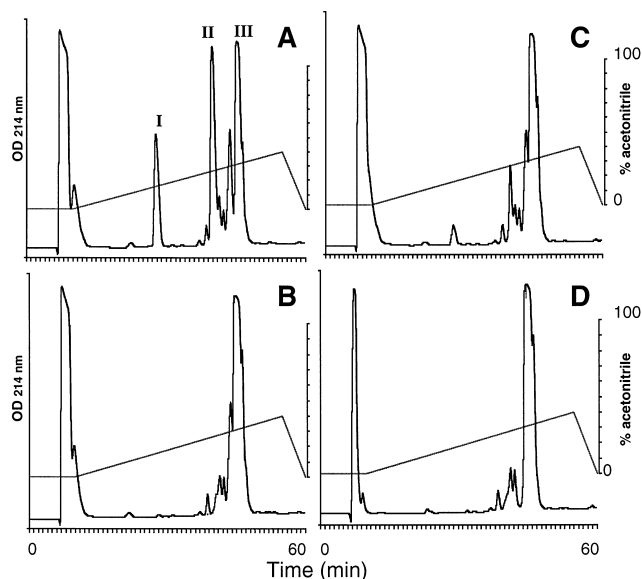 I
II
III
A
OD 214 nm
C
100
% acetonitrile
0
B
OD 214 nm
D
100
% acetonitrile
0
0
60
0
60
Time (min)